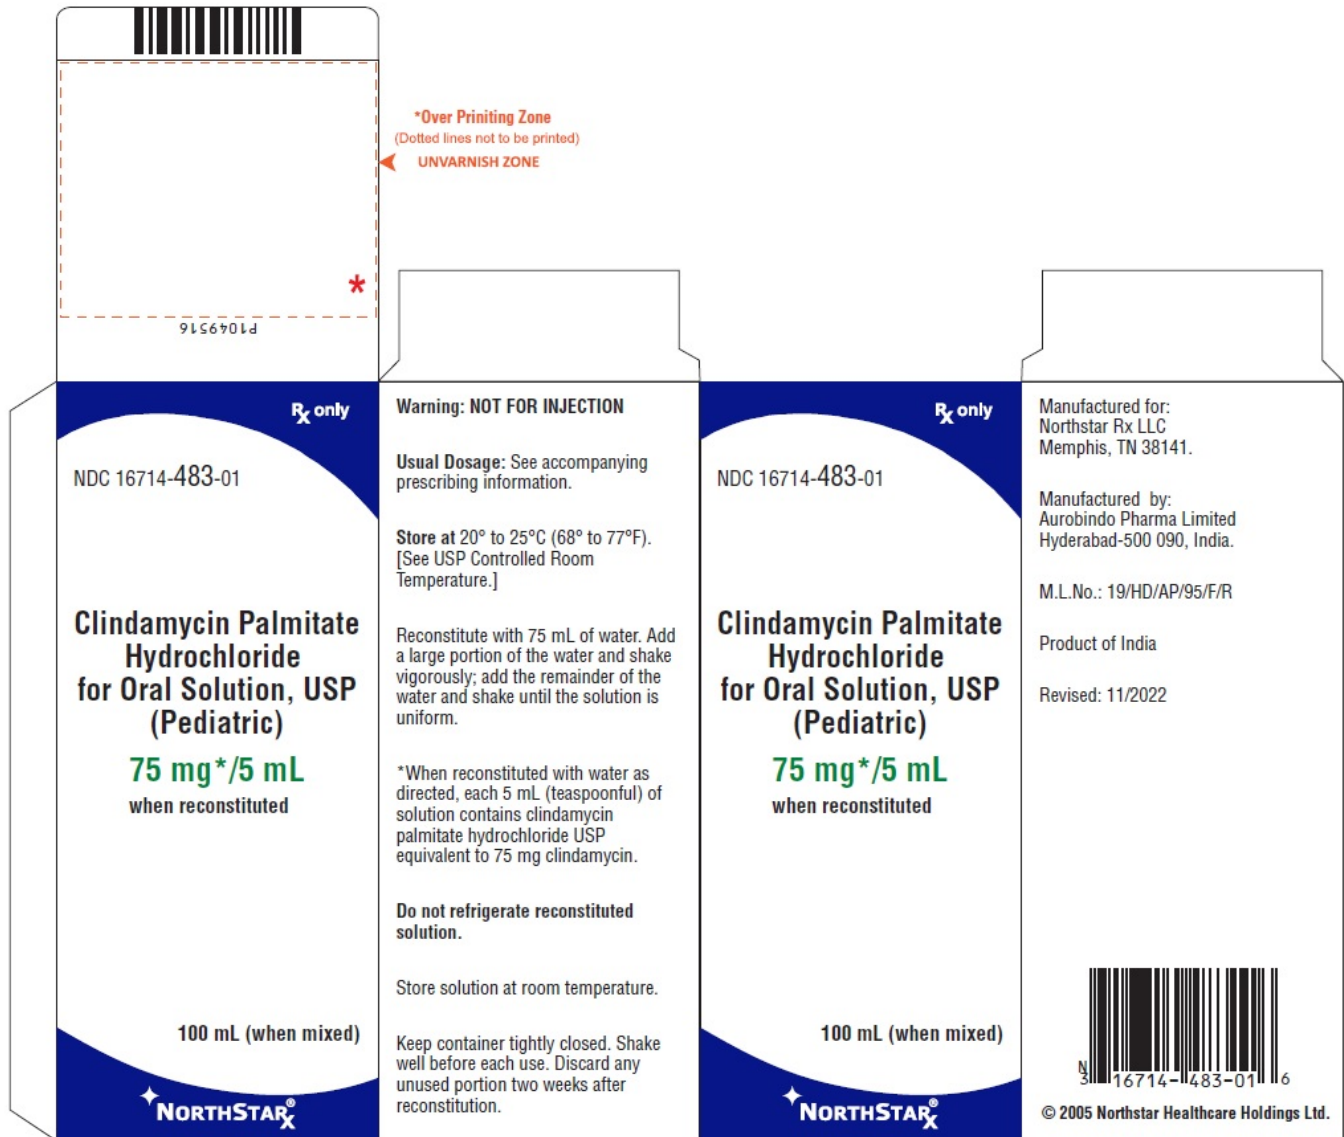 *Over Priniting Zone
(Dotted lines not to be printed)
UNVARNISH ZONE
*
P1049516
Rx only
NDC 16714-483-01
Clindamycin Palmitate
Hydrochloride
for Oral Solution, USP
(Pediatric)
75 mg*/5 mL
when reconstituted
100 mL (when mixed)
NORTHSTAR®x
Warning: NOT FOR INJECTION
Usual Dosage: See accompanying
prescribing information.
Store at 20° to 25°C (68° to 77°F).
[See USP Controlled Room
Temperature.]
Reconstitute with 75 mL of water. Add
a large portion of the water and shake
vigorously; add the remainder of the
water and shake until the solution is
uniform.
*When reconstituted with water as
directed, each 5 mL (teaspoonful) of
solution contains clindamycin
palmitate hydrochloride USP
equivalent to 75 mg clindamycin.
Do not refrigerate reconstituted
solution.
Store solution at room temperature.
Keep container tightly closed. Shake
well before each use. Discard any
unused portion two weeks after
reconstitution.
Rx only
NDC 16714-483-01
Clindamycin Palmitate
Hydrochloride
for Oral Solution, USP
(Pediatric)
75 mg*/5 mL
when reconstituted
100 mL (when mixed)
NORTHSTAR®x
Manufactured for:
Northstar Rx LLC
Memphis, TN 38141.
Manufactured by:
Aurobindo Pharma Limited
Hyderabad-500 090, India.
M.L.No.: 19/HD/AP/95/F/R
Product of India
Revised: 11/2022
N
3 16714-483-01 6
© 2005 Northstar Healthcare Holdings Ltd.